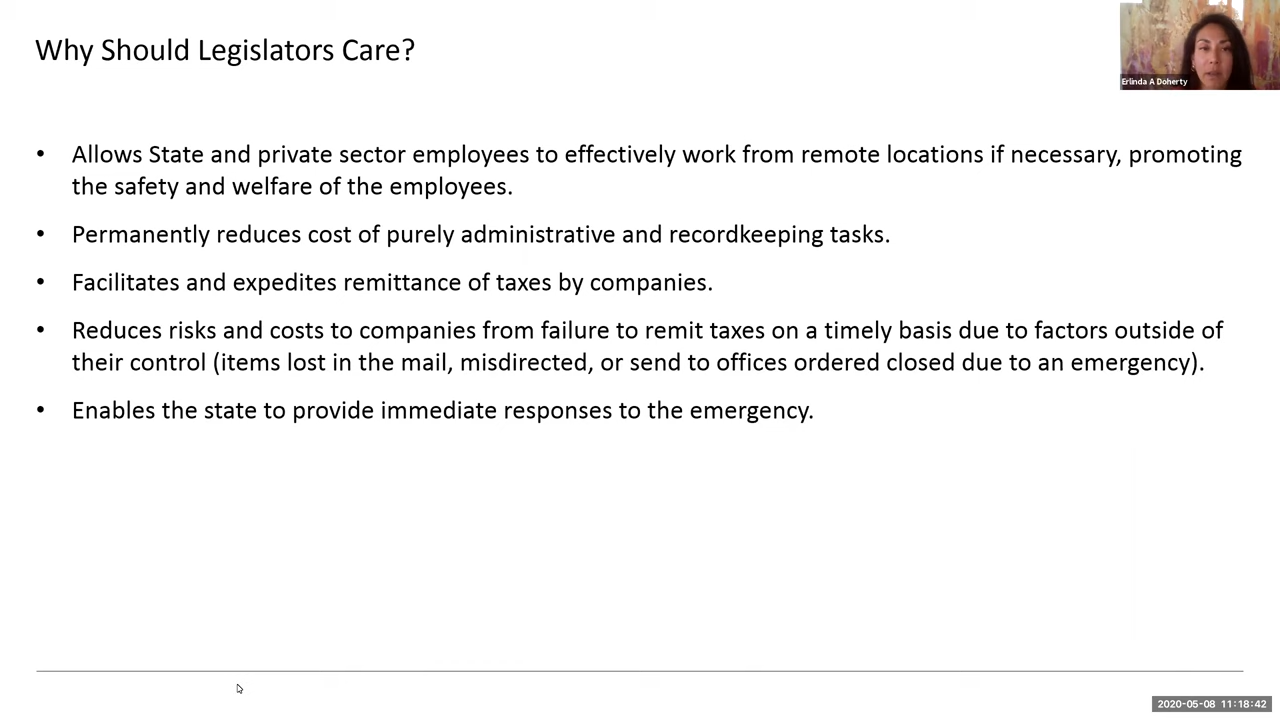 Why Should Legislators Care?
Erlinda A Doherty
• Allows State and private sector employees to effectively work from remote locations if necessary, promoting
the safety and welfare of the employees.
• Permanently reduces cost of purely administrative and recordkeeping tasks.
• Facilitates and expedites remittance of taxes by companies.
• Reduces risks and costs to companies from failure to remit taxes on a timely basis due to factors outside of
their control (items lost in the mail, misdirected, or send to offices ordered closed due to an emergency).
• Enables the state to provide immediate responses to the emergency.
2020-05-08 11:18:42